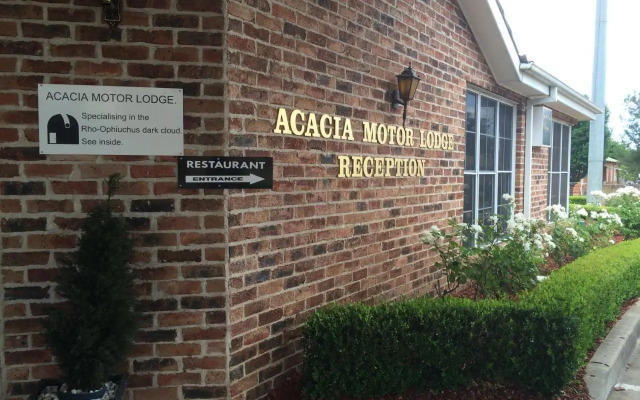 ACACIA MOTOR LODGE.
Specialising in the
Rho-Ophiuchus dark cloud.
See inside.
RESTAURANT
ENTRANCE
ACACIA MOTOR LODGE
RECEPTION